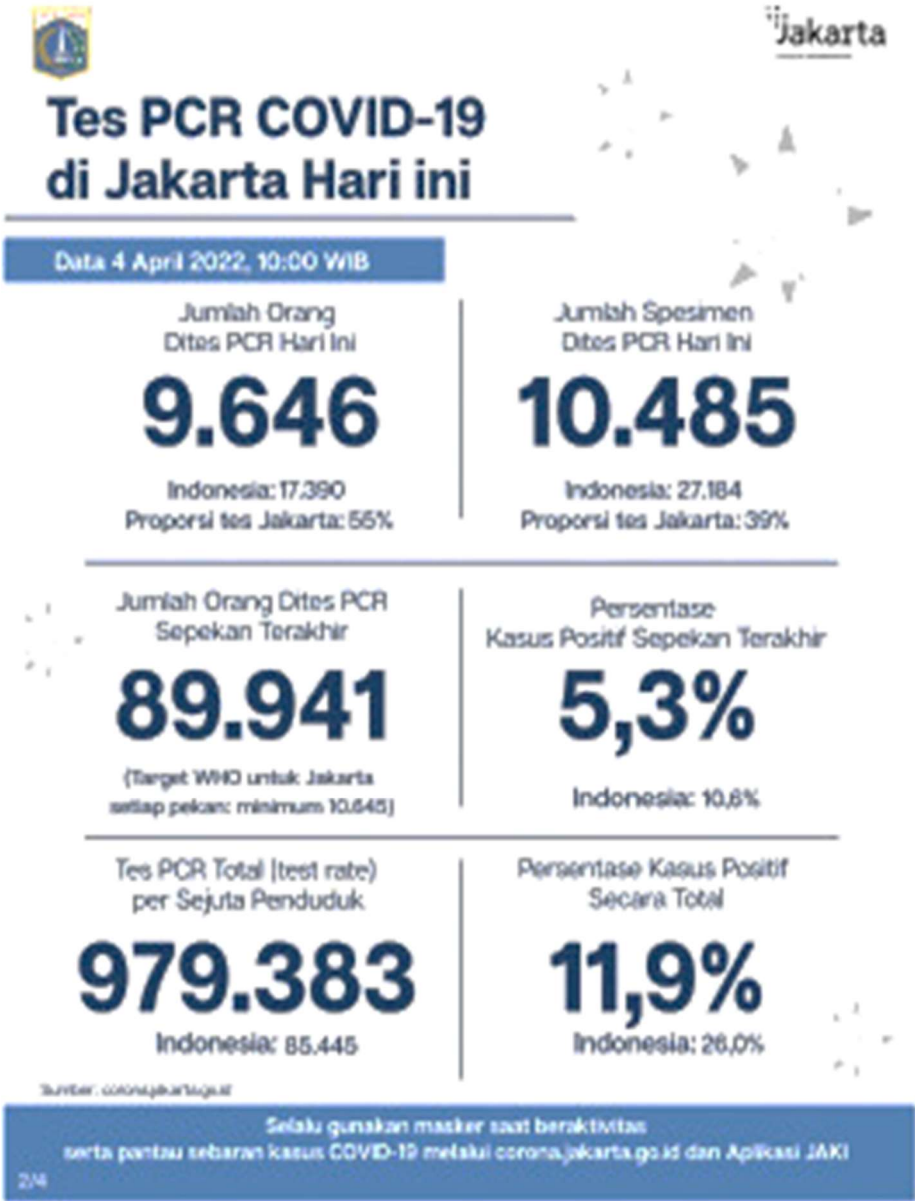 Jakarta
Tes PCR COVID-19
di Jakarta Hari ini
Data 4 April 2022, 10:00 WIB
Jumlah Orang
Dites PCR Hari Ini
9.646
Indonesia: 17.390
Proporsi tes Jakarta: 55%
Jumlah Spesimen
Dites PCR Hari Ini
10.485
Indonesia: 27.184
Proporsi tes Jakarta: 39%
Jumlah Orang Dites PCR
Sepekan Terakhir
89.941
(Target WHO untuk Jakarta
setiap pekan: minimum 10.645)
Persentase
Kasus Positif Sepekan Terakhir
5,3%
Indonesia: 10,6%
Tes PCR Total (test rate)
per Sejuta Penduduk
979.383
Indonesia: 85.445
Persentase Kasus Positif
Secara Total
11,9%
Indonesia: 26,0%
Sumber: corona.jakarta.go.id
Selalu gunakan masker saat beraktivitas
serta pantau sebaran kasus COVID-19 melalui corona.jakarta.go.id dan Aplikasi JAKI
2/4